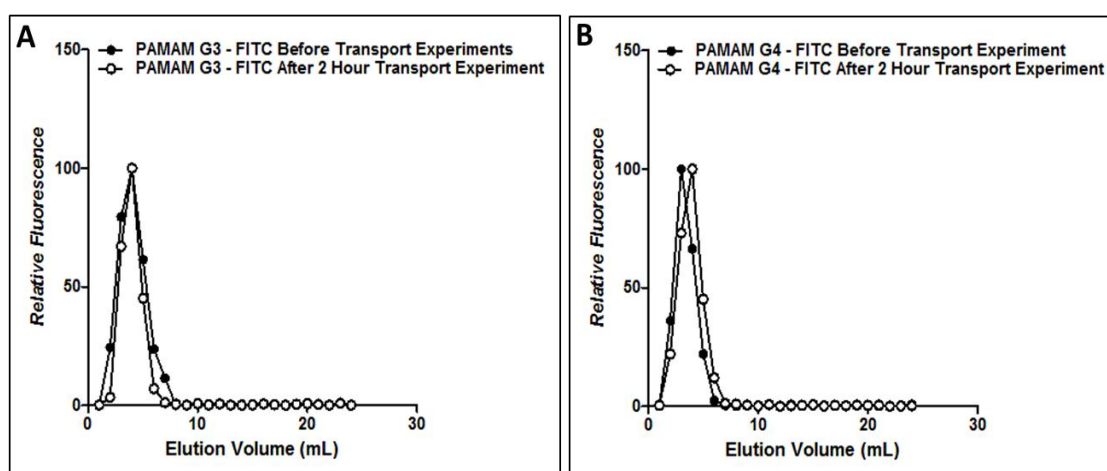 A
PAMAM G3 - FITC Before Transport Experiments
PAMAM G3 - FITC After 2 Hour Transport Experiment
150
100
50
0
Relative Fluorescence
0 10 20 30
Elution Volume (mL)
B
PAMAM G4 - FITC Before Transport Experiment
PAMAM G4 - FITC After 2 Hour Transport Experiment
150
100
50
0
Relative Fluorescence
0 10 20 30
Elution Volume (mL)